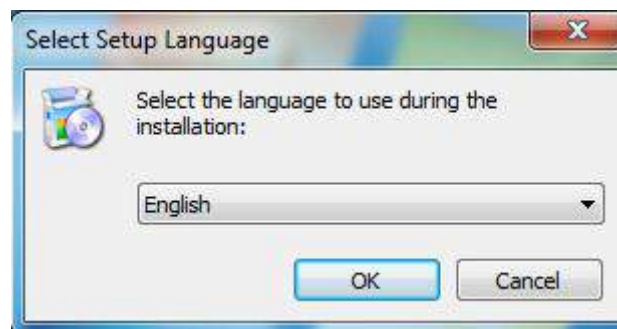 Select Setup Language
Select the language to use during the
installation:
English
OK
Cancel